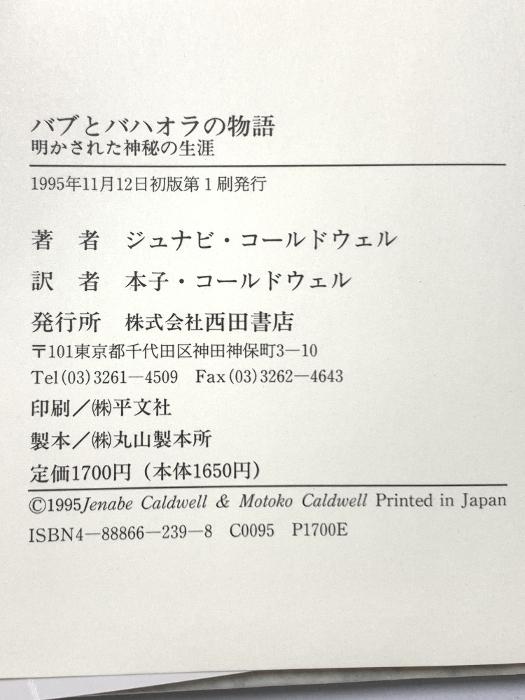 バブとバハオラの物語
明かされた神秘の生涯
1995年11月12日初版第1刷発行
著　者　ジュナビ・コールドウェル
訳　者　本子・コールドウェル
発行所　株式会社西田書店
〒101東京都千代田区神田神保町3―10
Tel(03)3261―4509　Fax(03)3262―4643
印刷／㈱平文社
製本／㈱丸山製本所
定価1700円（本体1650円）
©1995Jenabe Caldwell & Motoko Caldwell Printed in Japan
ISBN4―88866―239―8　C0095　P1700E